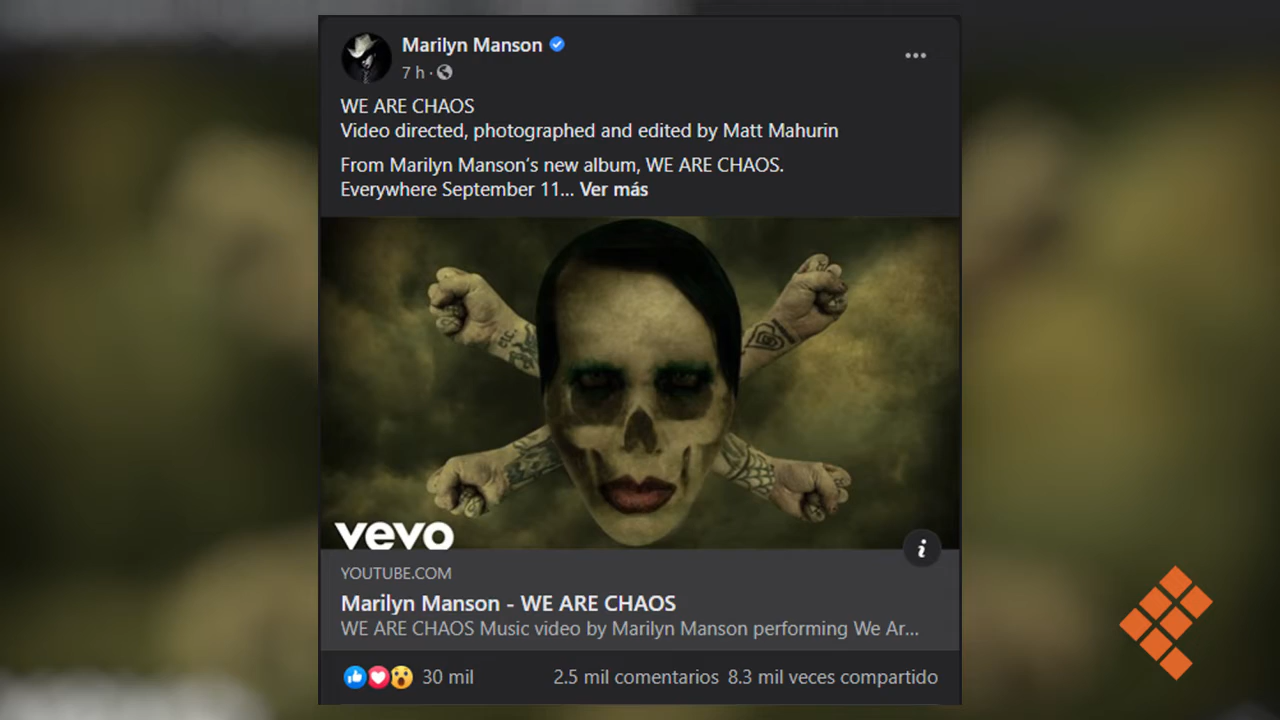 Marilyn Manson
7 h ·
WE ARE CHAOS
Video directed, photographed and edited by Matt Mahurin
From Marilyn Manson's new album, WE ARE CHAOS.
Everywhere September 11... Ver más
etc.
vevo
i
YOUTUBE.COM
Marilyn Manson - WE ARE CHAOS
WE ARE CHAOS Music video by Marilyn Manson performing We Ar...
30 mil 2.5 mil comentarios 8.3 mil veces compartido